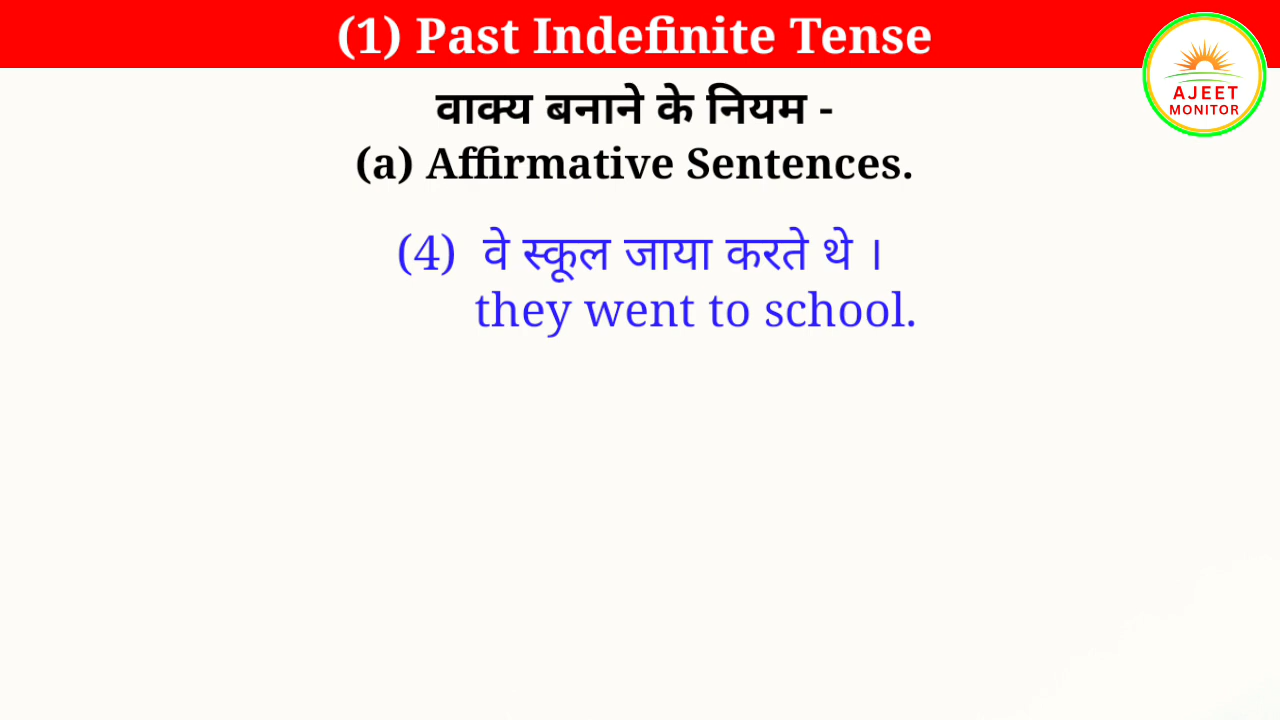 (1) Past Indefinite Tense
AJEET
MONITOR
वाक्य बनाने के नियम -
(a) Affirmative Sentences.
(4) वे स्कूल जाया करते थे ।
they went to school.